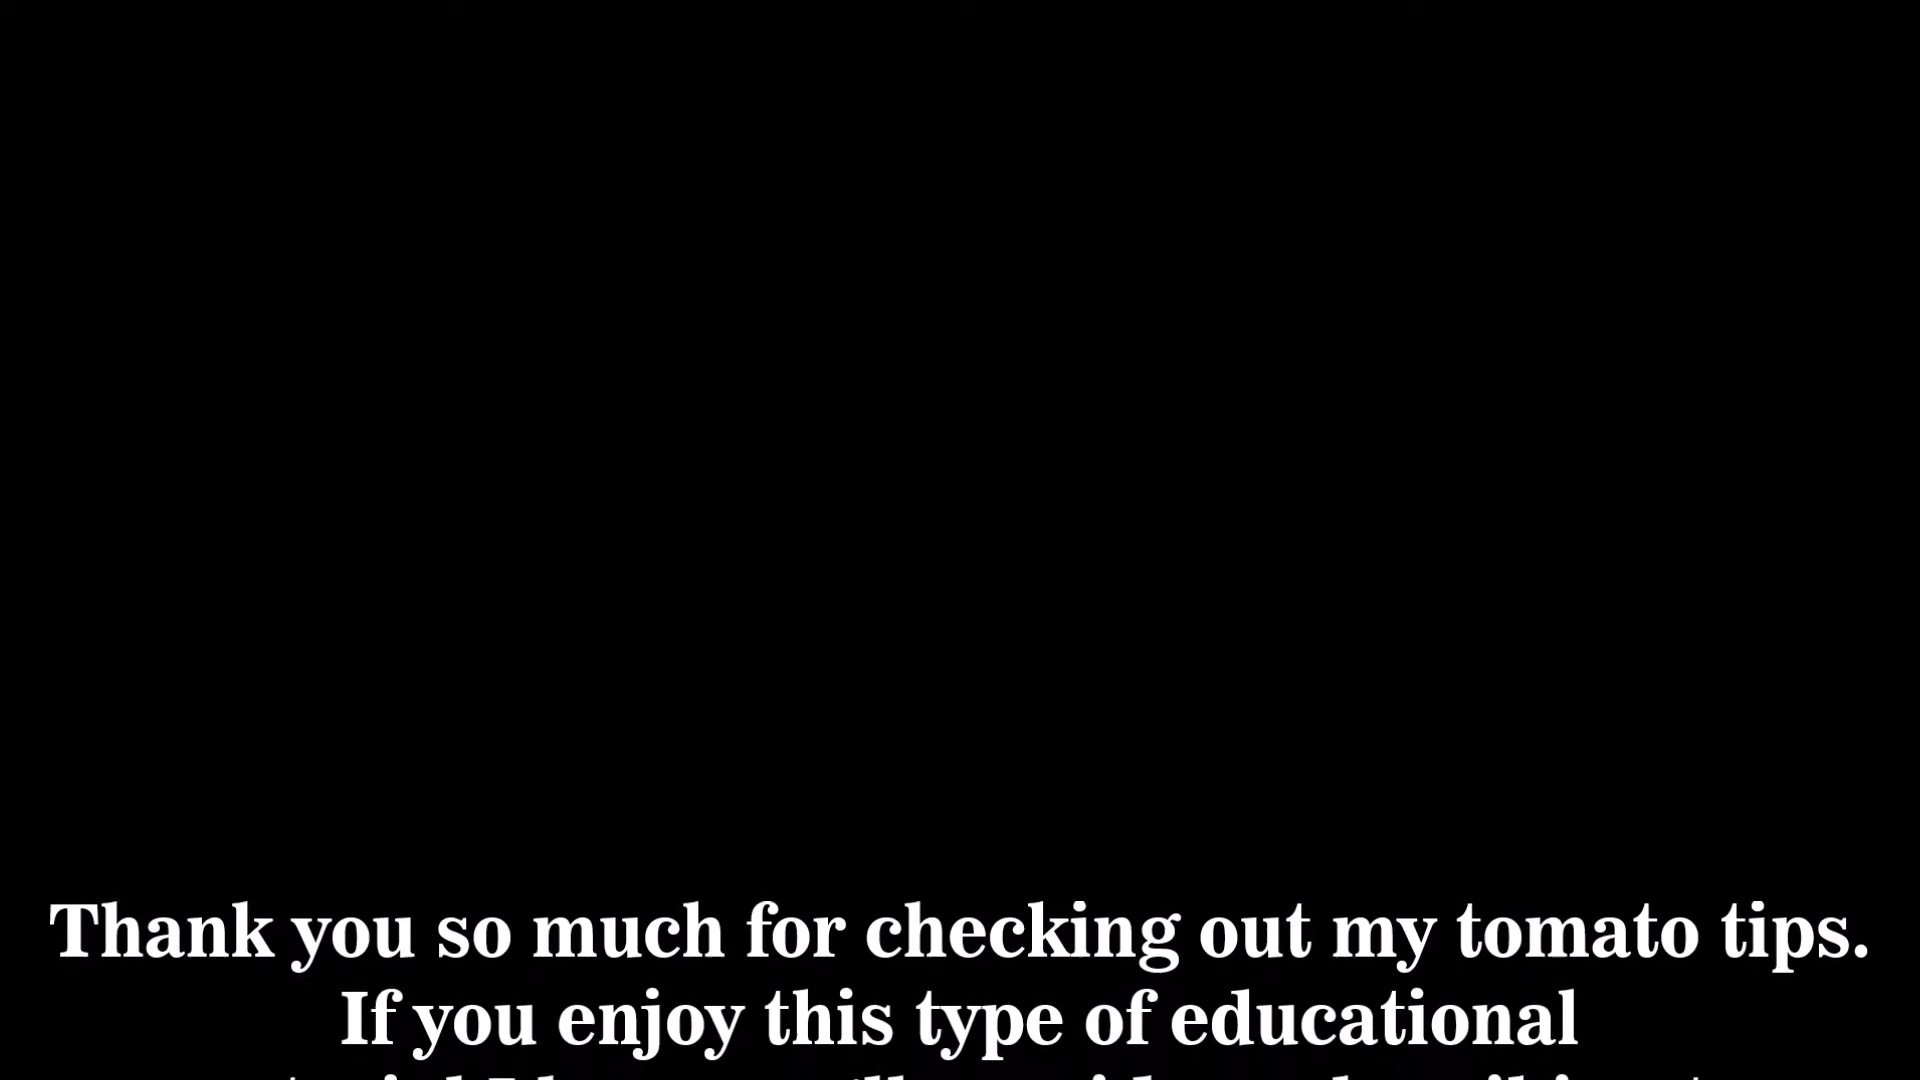 Thank you so much for checking out my tomato tips.
If you enjoy this type of educational